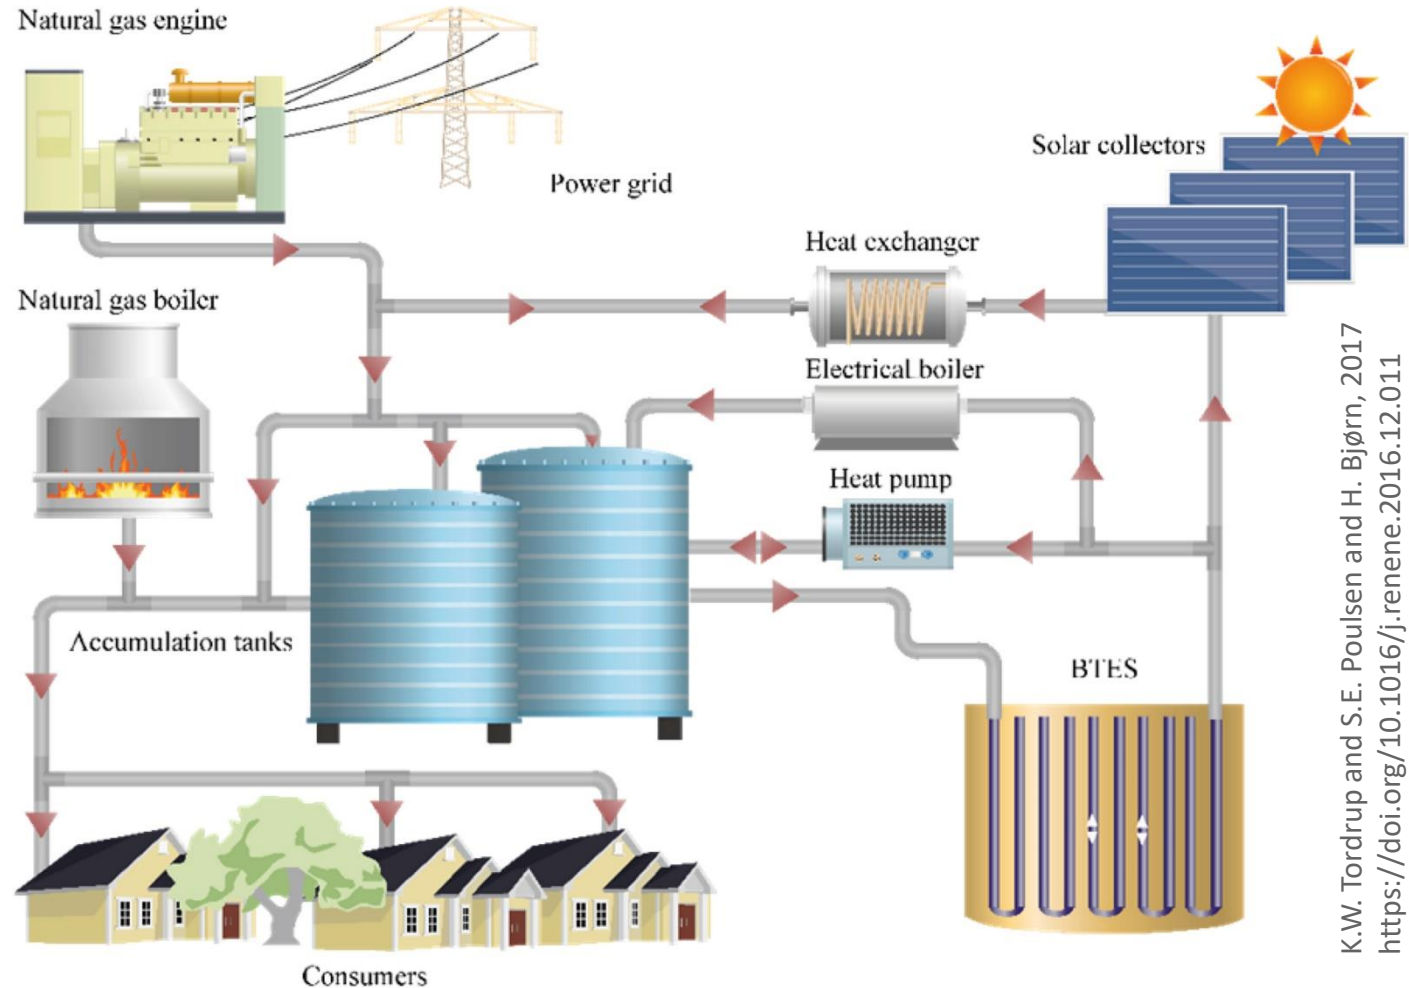 Natural gas engine
Power grid
Solar collectors
Heat exchanger
Natural gas boiler
Electrical boiler
Heat pump
Accumulation tanks
BTES
Consumers
K.W. Tordrup and S.E. Poulsen and H. Bjørn, 2017
https://doi.org/10.1016/j.renene.2016.12.011